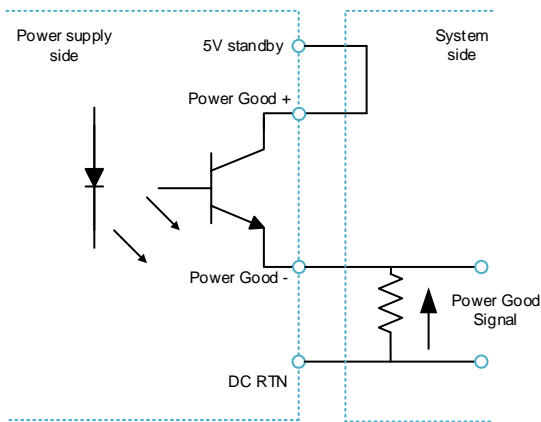 Power supply
side
5V standby
System
side
Power Good +
Power Good -
Power Good
Signal
DC RTN